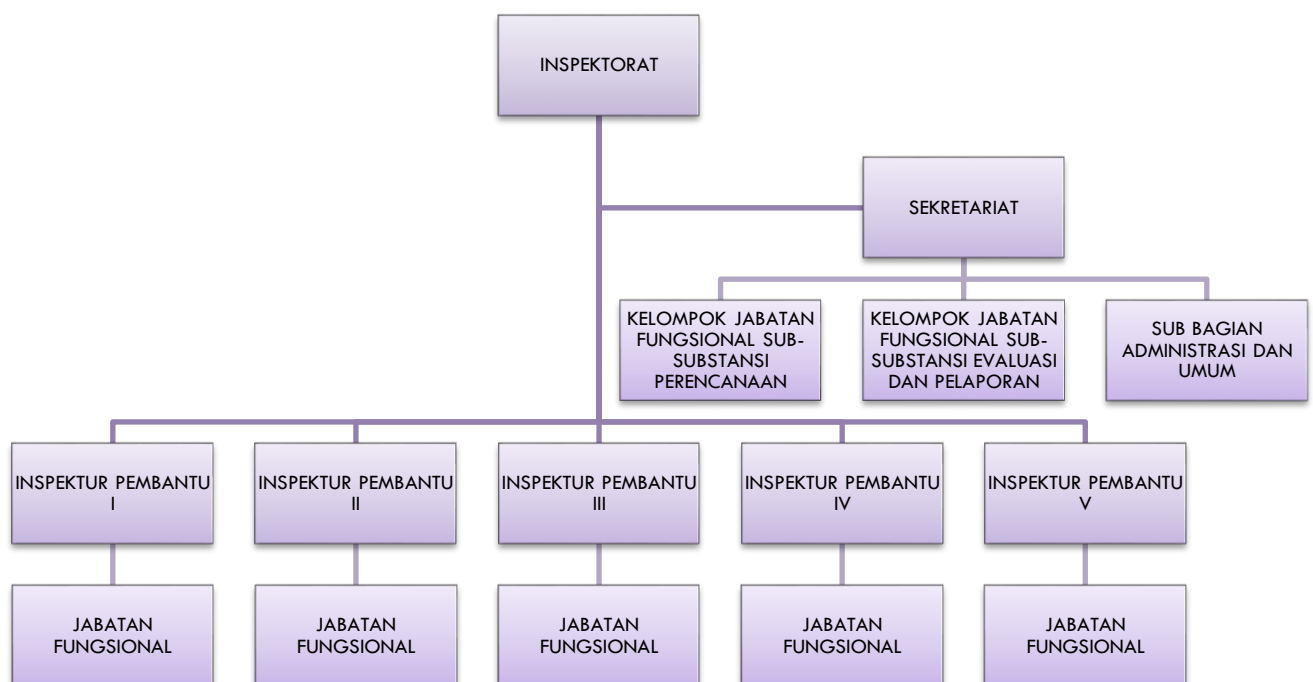 INSPEKTORAT
SEKRETARIAT
KELOMPOK JABATAN
FUNGSIONAL SUB-
SUBSTANSI
PERENCANAAN
KELOMPOK JABATAN
FUNGSIONAL SUB-
SUBSTANSI EVALUASI
DAN PELAPORAN
SUB BAGIAN
ADMINISTRASI DAN
UMUM
INSPEKTUR PEMBANTU
I
INSPEKTUR PEMBANTU
II
INSPEKTUR PEMBANTU
III
INSPEKTUR PEMBANTU
IV
INSPEKTUR PEMBANTU
V
JABATAN
FUNGSIONAL
JABATAN
FUNGSIONAL
JABATAN
FUNGSIONAL
JABATAN
FUNGSIONAL
JABATAN
FUNGSIONAL